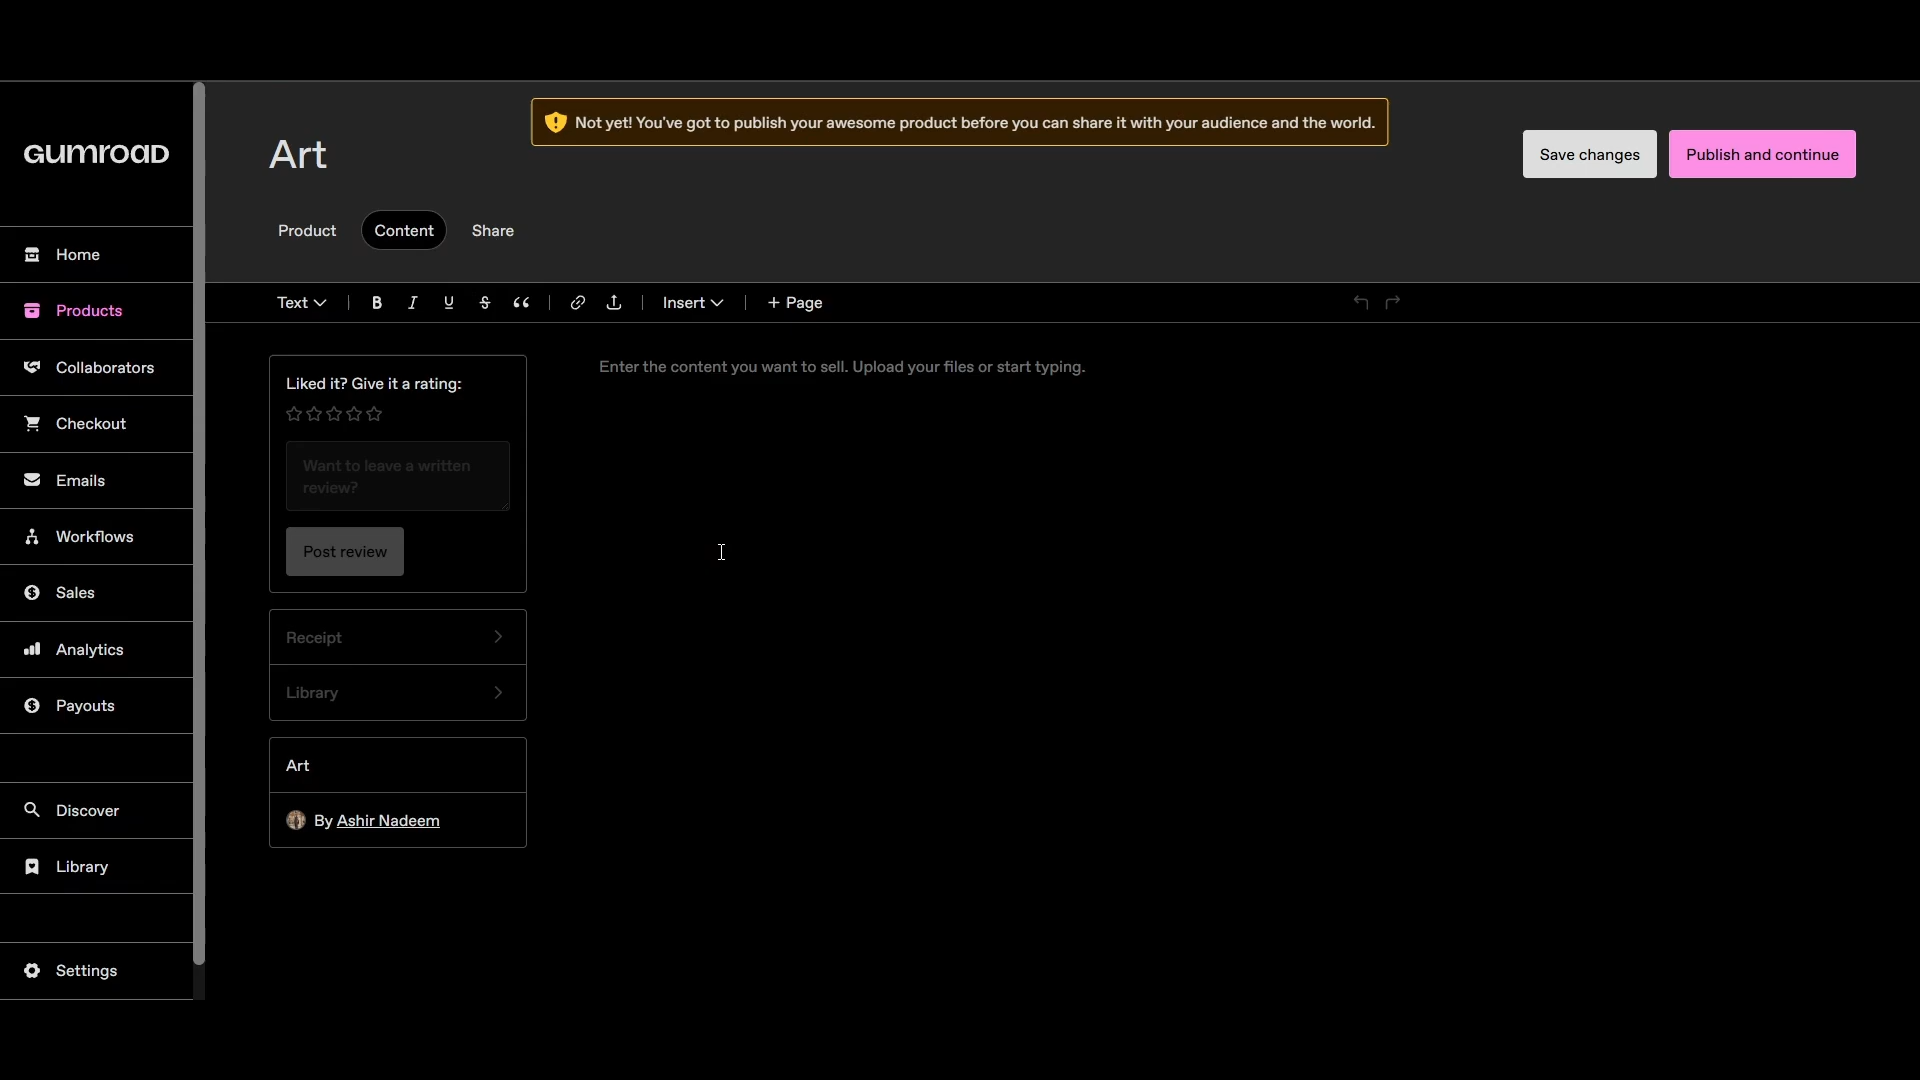 GUMROAD
Home
Products
Collaborators
Checkout
Emails
Workflows
Sales
Analytics
Payouts
Discover
Library
Settings
Not yet! You've got to publish your awesome product before you can share it with your audience and the world.
Art
Save changes
Publish and continue
Product
Content
Share
Text
B
I
U
S
Insert
+ Page
Liked it? Give it a rating:
Want to leave a written
review?
Post review
Receipt
Library
Art
By Ashir Nadeem
Enter the content you want to sell. Upload your files or start typing.